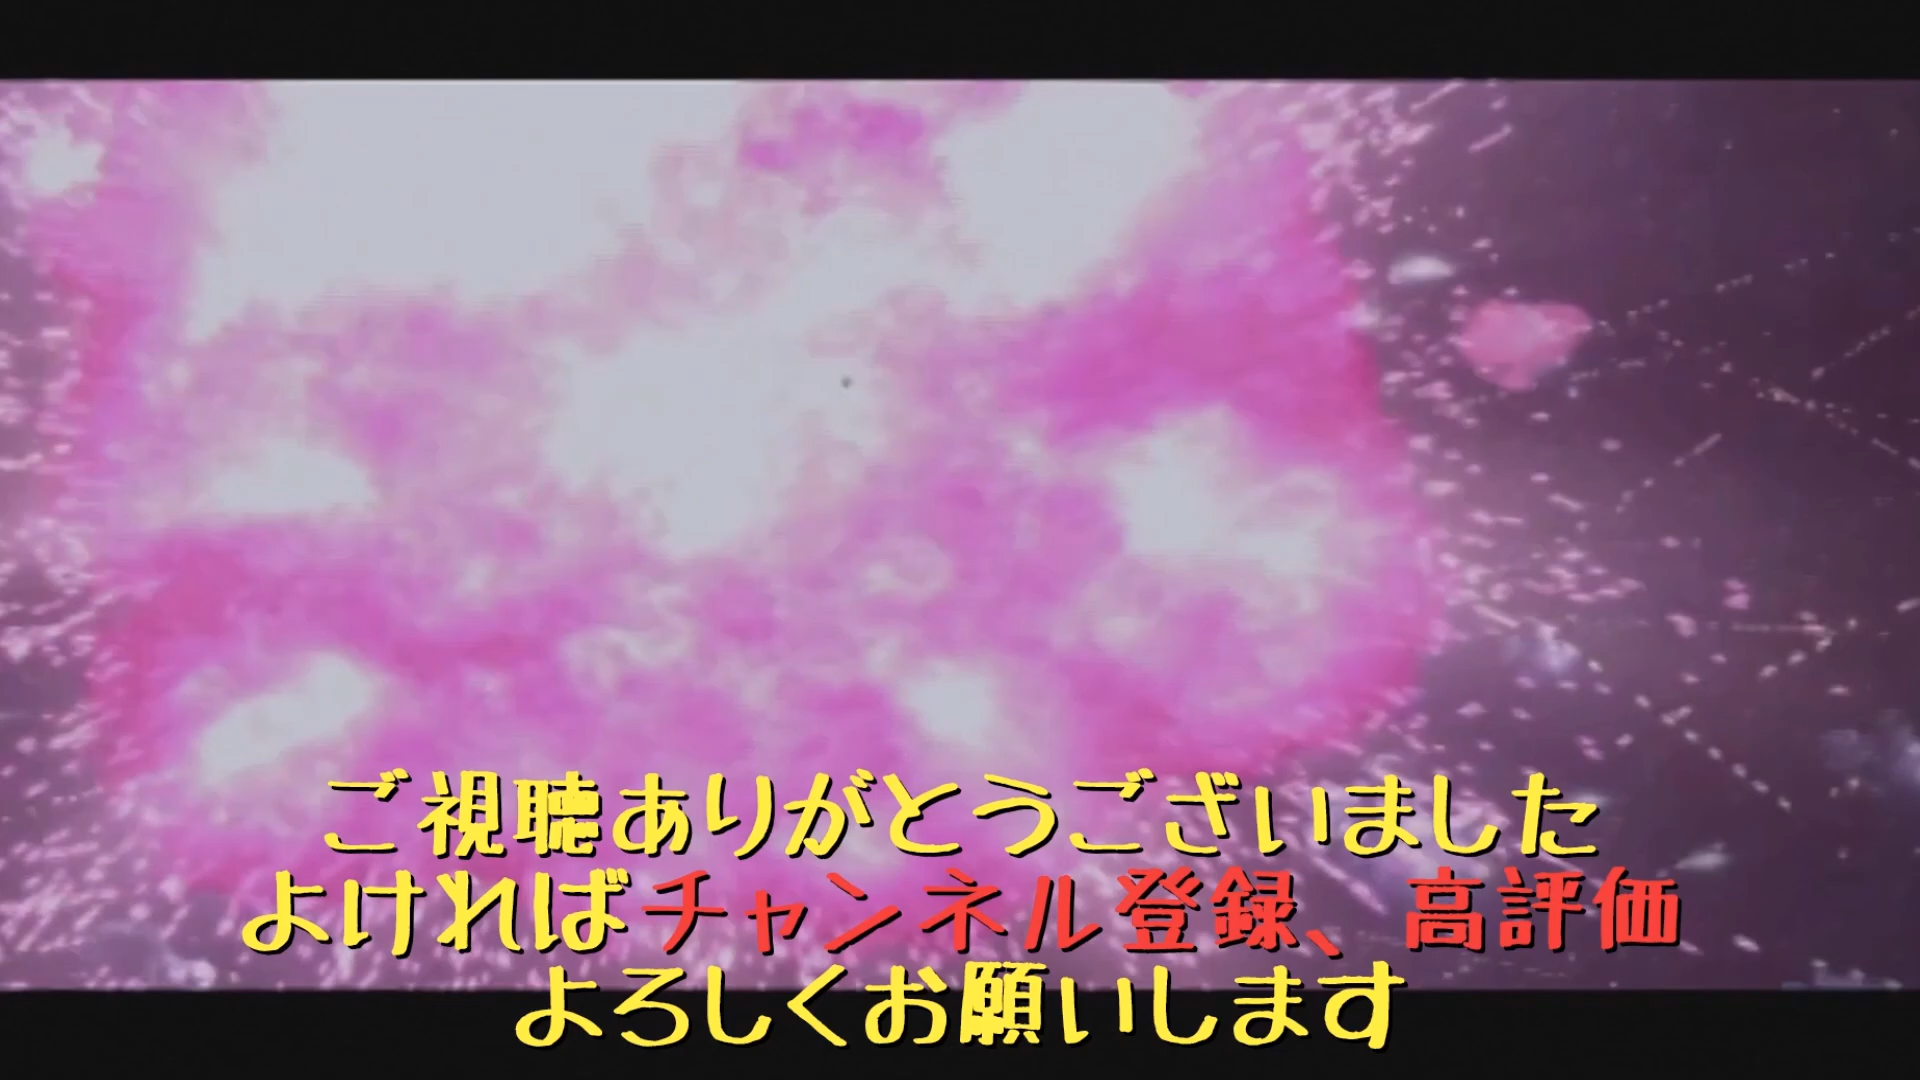 ご視聴ありがとうございました
よければチャンネル登録、高評価
よろしくお願いします